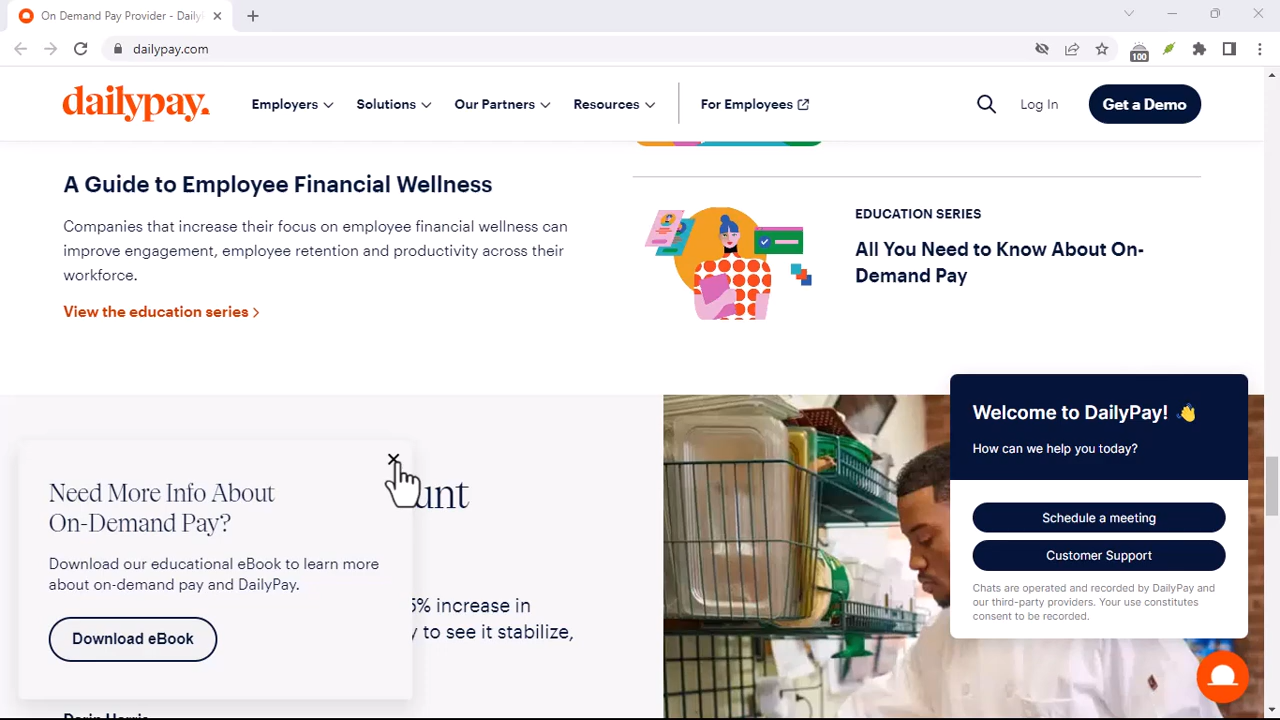 On Demand Pay Provider - Daily
dailypay.com
100
dailypay.
Employers
Solutions
Our Partners
Resources
For Employees
Log In
Get a Demo
A Guide to Employee Financial Wellness
Companies that increase their focus on employee financial wellness can
improve engagement, employee retention and productivity across their
workforce.
View the education series
EDUCATION SERIES
All You Need to Know About On-
Demand Pay
Need More Info About
On-Demand Pay?
Download our educational eBook to learn more
about on-demand pay and DailyPay.
Download eBook
unt
5% increase in
y to see it stabilize,
Welcome to DailyPay! 👋
How can we help you today?
Schedule a meeting
Customer Support
Chats are operated and recorded by DailyPay and
our third-party providers. Your use constitutes
consent to be recorded.